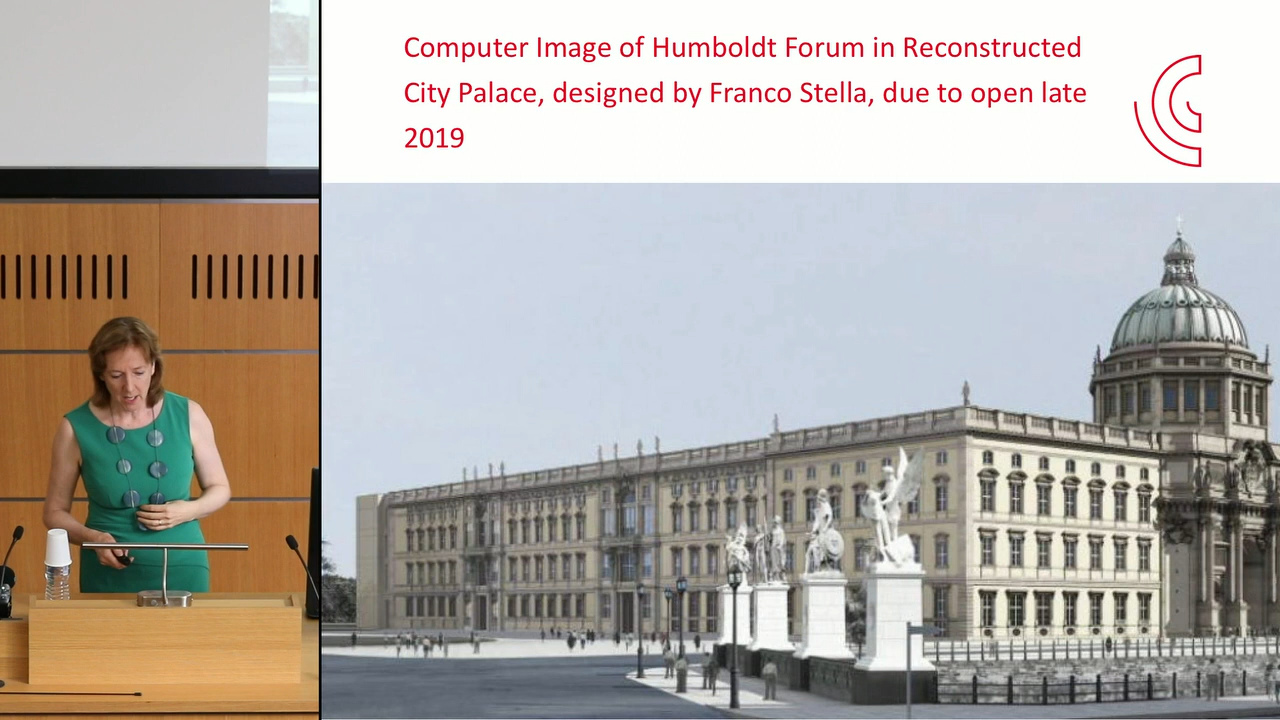 Computer Image of Humboldt Forum in Reconstructed
City Palace, designed by Franco Stella, due to open late
2019